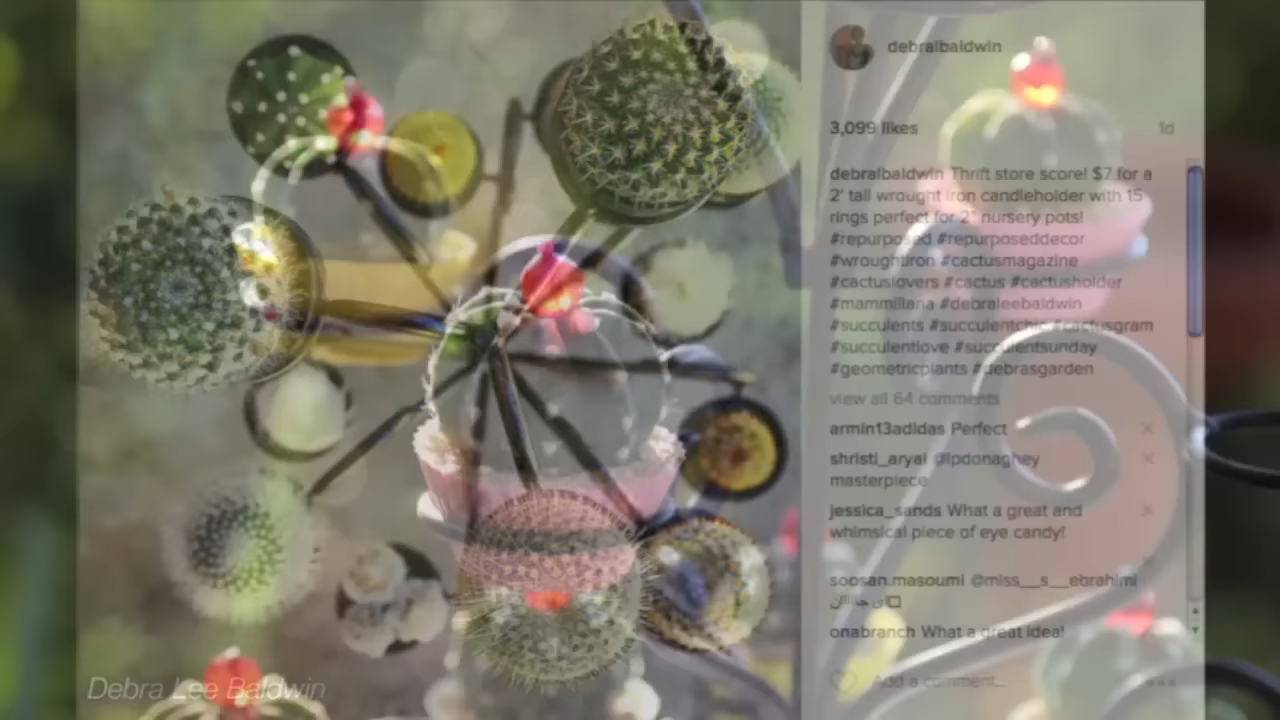 debralbaldwin
3,099 likes
1d
debralbaldwin Thrift store score! $7 for a
2' tall wrought iron candleholder with 15
rings perfect for 2" nursery pots!
#repurposed #repurposeddecor
#wroughtiron #cactusmagazine
#cactuslovers #cactus #cactusholder
#mammillaria #debraleebaldwin
#succulents #succulentchic #cactusgram
#succulentlove #succulentsunday
#geometricplants #debrasgarden
view all 64 comments
armin13adidas Perfect
shristi_aryal @lpdonaghey
masterpiece
jessica_sands What a great and
whimsical piece of eye candy!
soosan.masoumi @miss__s__ebrahimi
onabranch What a great idea!
Add a comment...
Debra Lee Baldwin